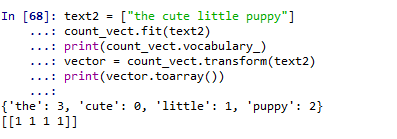 In [68]: text2 = ["the cute little puppy"]
    ...: count_vect.fit(text2)
    ...: print(count_vect.vocabulary_)
    ...: vector = count_vect.transform(text2)
    ...: print(vector.toarray())
    ...:
{'the': 3, 'cute': 0, 'little': 1, 'puppy': 2}
[[1 1 1 1]]